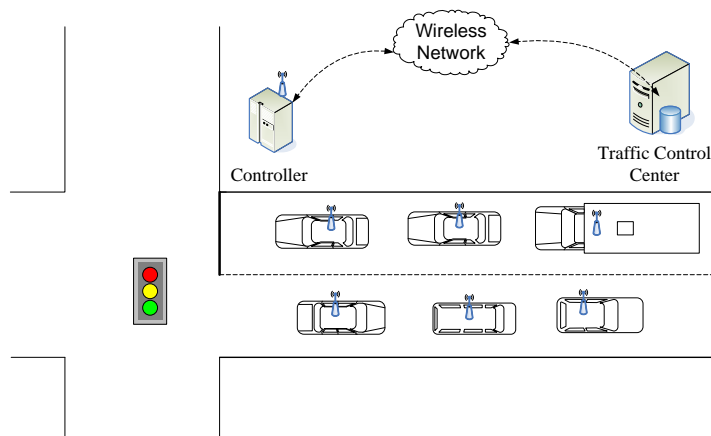 Wireless
Network
Controller
Traffic Control
Center